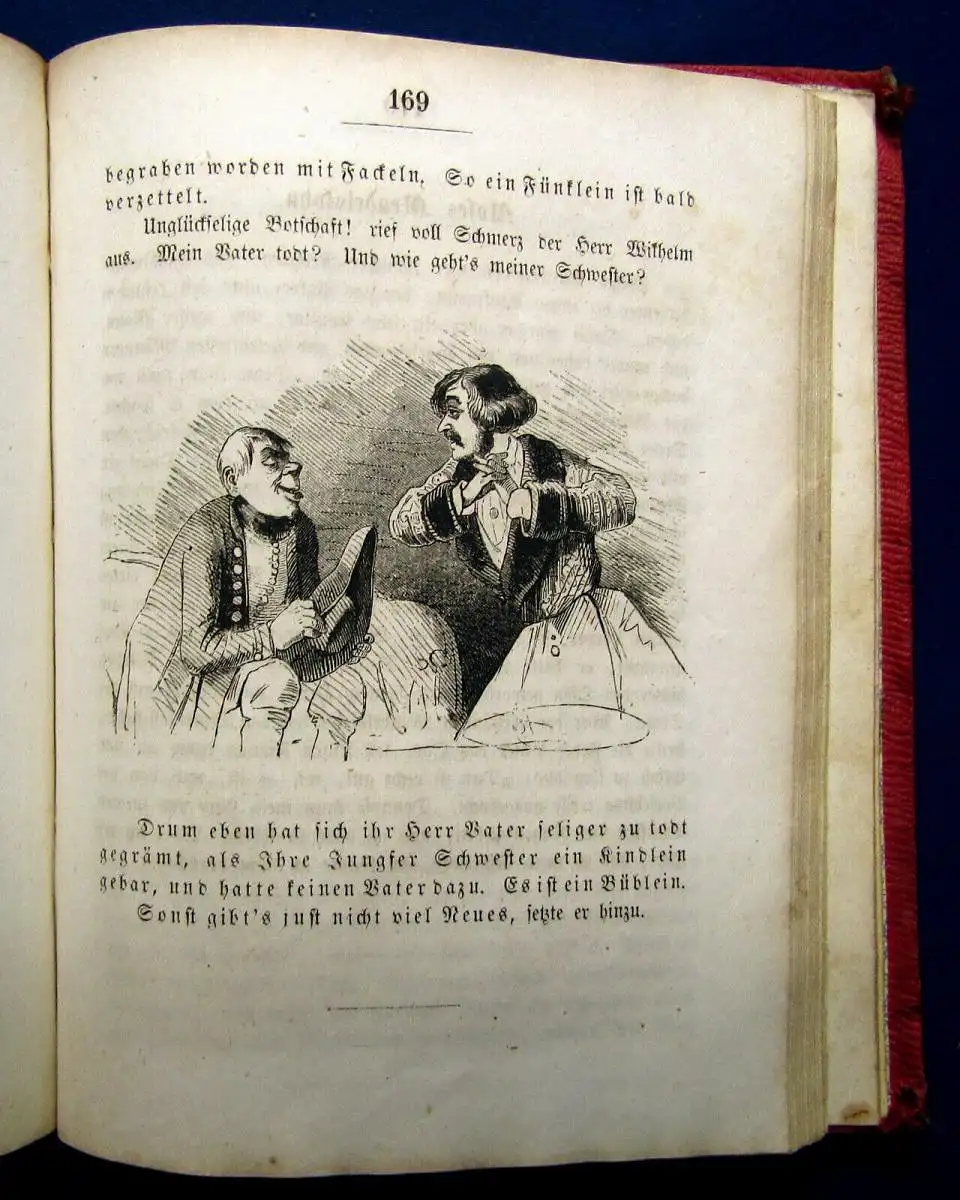 169
begraben worden mit Fackeln. So ein Fünklein ist bald
verzettelt.
Unglückselige Botschaft! rief voll Schmerz der Herr Wilhelm
aus. Mein Vater todt? Und wie geht's meiner Schwester?
Drum eben hat sich ihr Herr Vater seliger zu todt
gegrämt, als Ihre Jungfer Schwester ein Kindlein
gebar, und hatte keinen Vater dazu. Es ist ein Büblein.
Sonst gibt's just nicht viel Neues, setzte er hinzu.